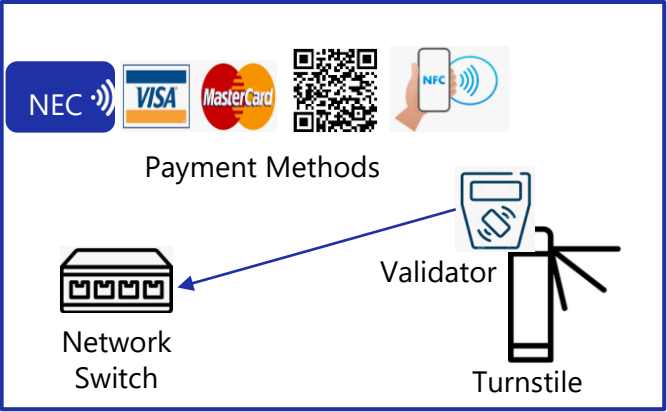 NEC
VISA
MasterCard
NFC
Payment Methods
Validator
Network
Switch
Turnstile